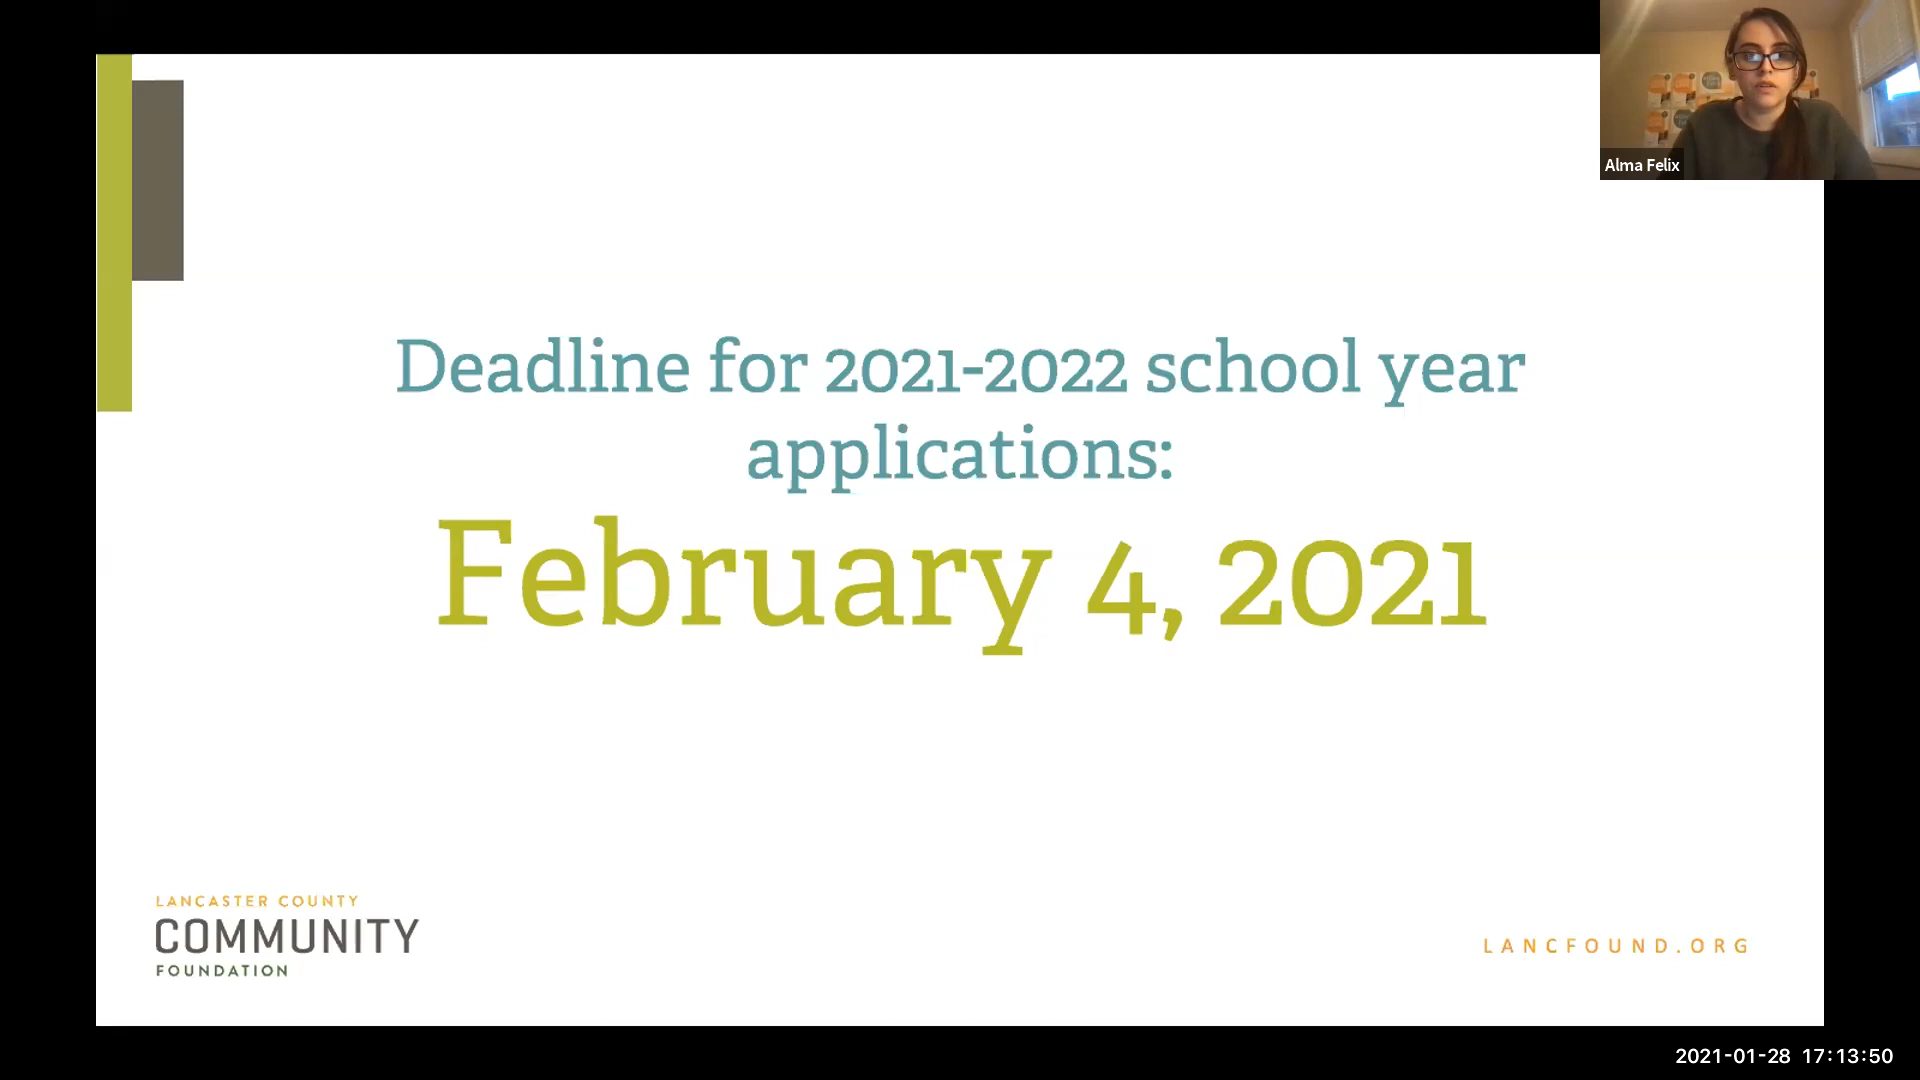 Alma Felix
Deadline for 2021-2022 school year
applications:
February 4, 2021
LANCASTER COUNTY
COMMUNITY
FOUNDATION
LANCFOUND.ORG
2021-01-28 17:13:50